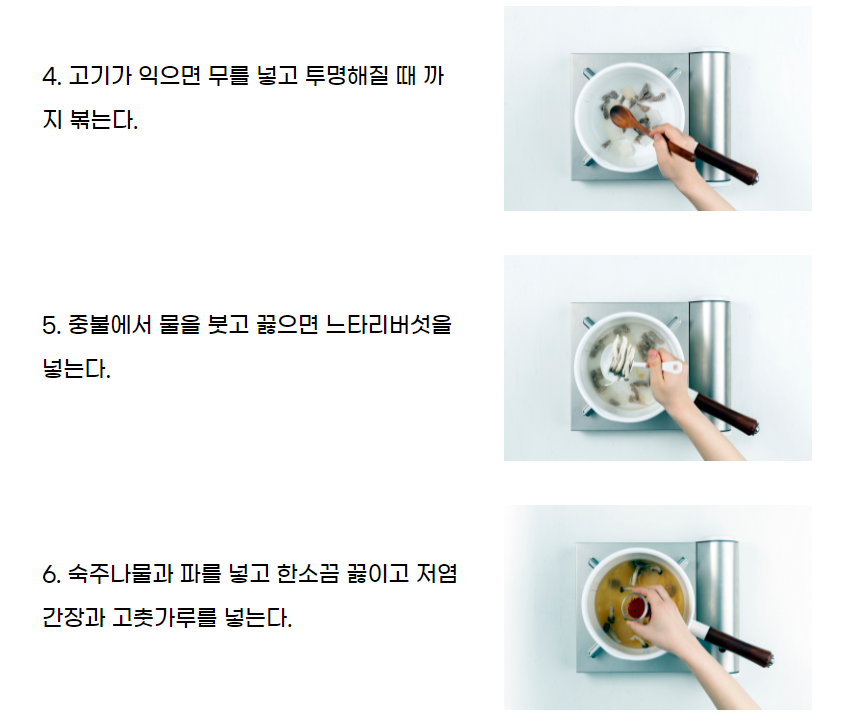 4. 고기가 익으면 무를 넣고 투명해질 때 까
지 볶는다.
5. 중불에서 물을 붓고 끓으면 느타리버섯을
넣는다.
6. 숙주나물과 파를 넣고 한소끔 끓이고 저염
간장과 고춧가루를 넣는다.